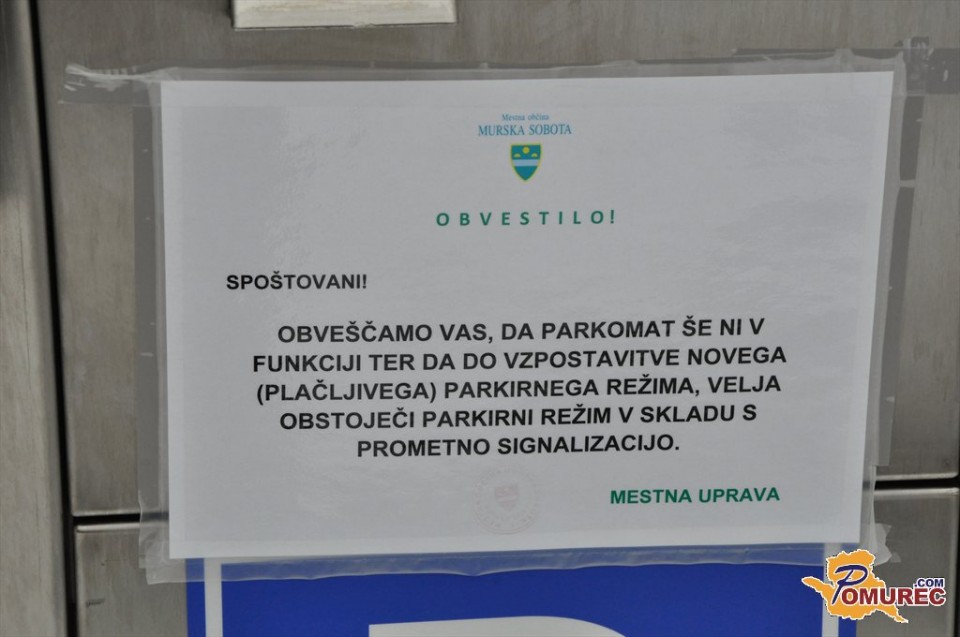 Mestna občina
MURSKA SOBOTA
OBVESTILO!
SPOŠTOVANI!
OBVEŠČAMO VAS, DA PARKOMAT ŠE NI V
FUNKCIJI TER DA DO VZPOSTAVITVE NOVEGA
(PLAČLJIVEGA) PARKIRNEGA REŽIMA, VELJA
OBSTOJEČI PARKIRNI REŽIM V SKLADU S
PROMETNO SIGNALIZACIJO.
MESTNA UPRAVA
POMUREC.COM